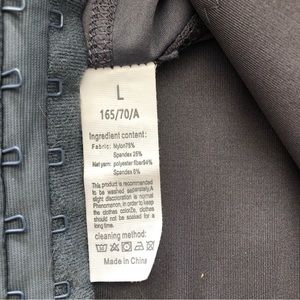 L
165/70/A
Ingredient content:
Fabric: Nylon75%
Spandex 25%
Net yarn: polyester fiber94%
Spandex 6%
This product is recommended
to be washed separately.A
slight discoloration is normal
Phenomenon, in order to keep
the clothes colorZe, clothes
should not be soaked for a
long time.
cleaning method:
Made in China